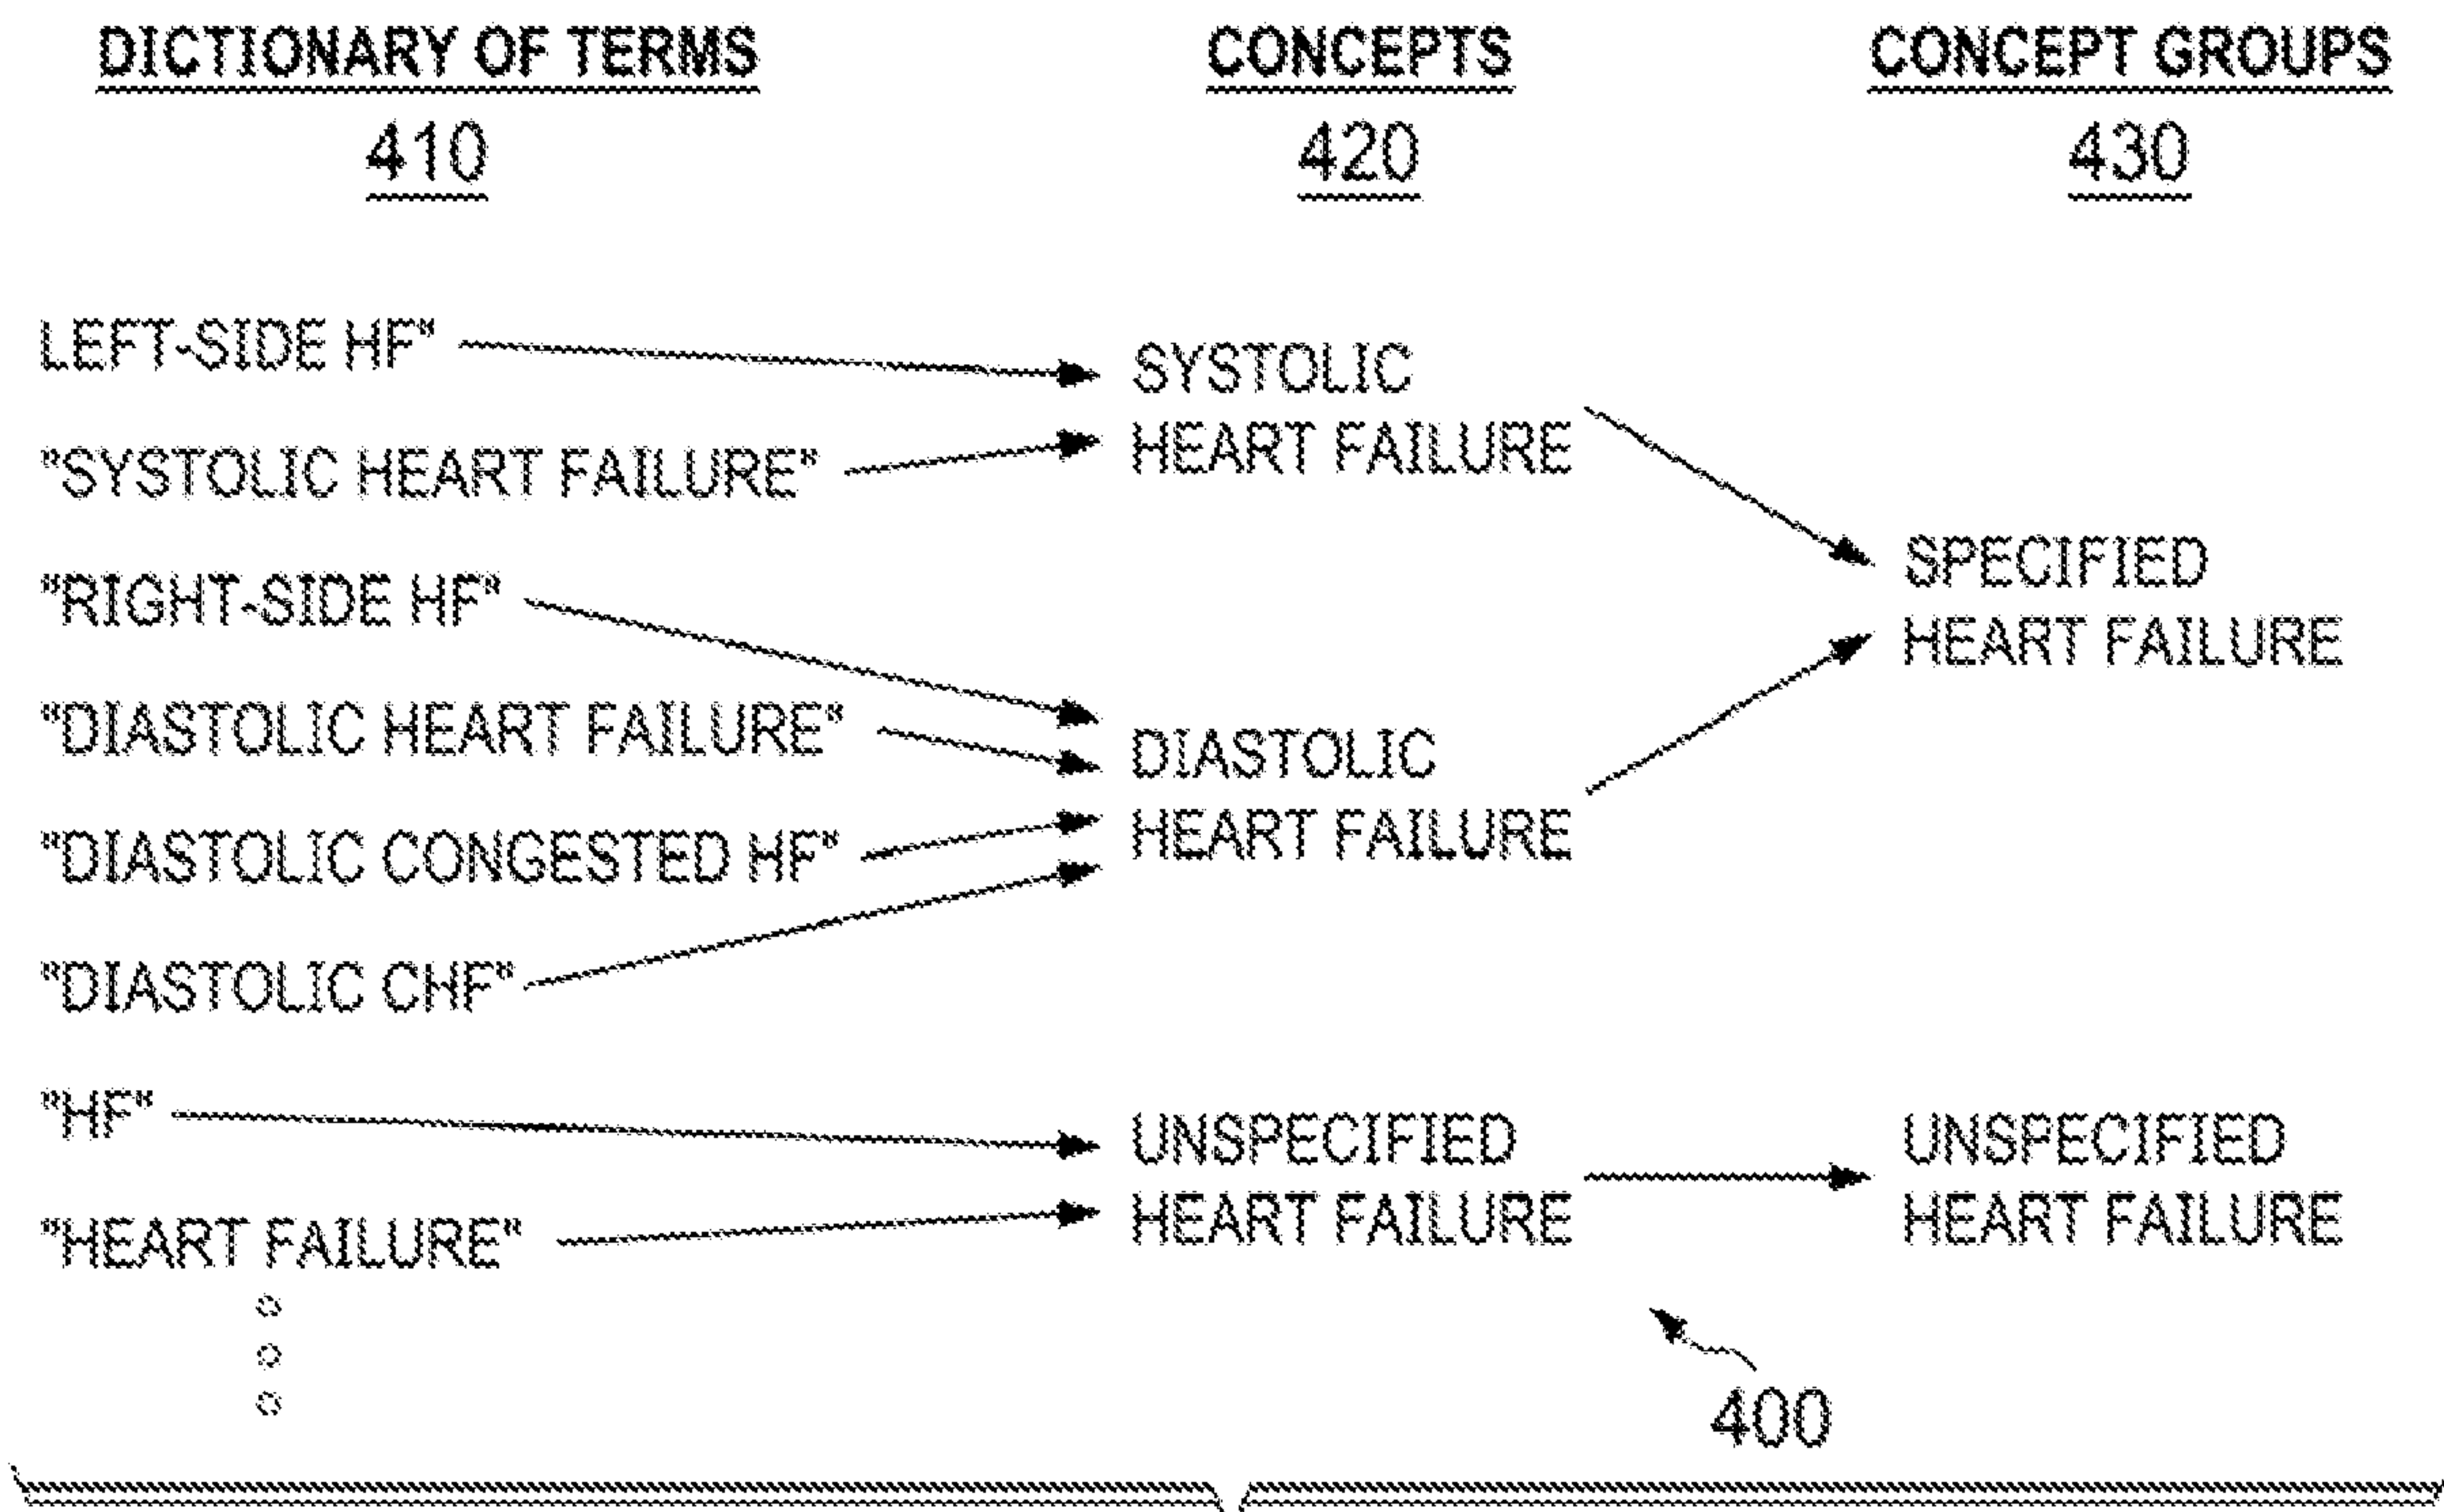 DICTIONARY OF TERMS
410
CONCEPTS
420
CONCEPT GROUPS
430
LEFT-SIDE HF"
"SYSTOLIC HEART FAILURE"
"RIGHT-SIDE HF"
"DIASTOLIC HEART FAILURE"
"DIASTOLIC CONGESTED HF"
"DIASTOLIC CHF"
"HF"
"HEART FAILURE"
SYSTOLIC
HEART FAILURE
DIASTOLIC
HEART FAILURE
UNSPECIFIED
HEART FAILURE
SPECIFIED
HEART FAILURE
UNSPECIFIED
HEART FAILURE
400